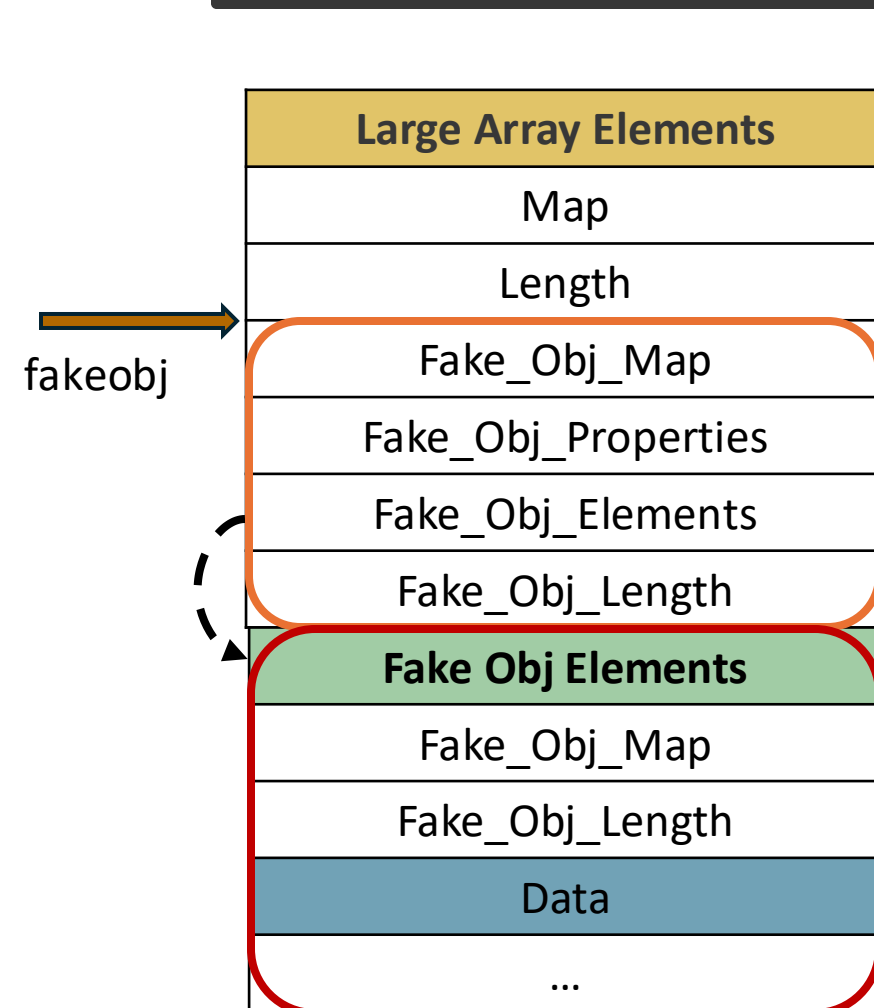 Large Array Elements
Map
Length
fakeobj
Fake_Obj_Map
Fake_Obj_Properties
Fake_Obj_Elements
Fake_Obj_Length
Fake Obj Elements
Fake_Obj_Map
Fake_Obj_Length
Data
...